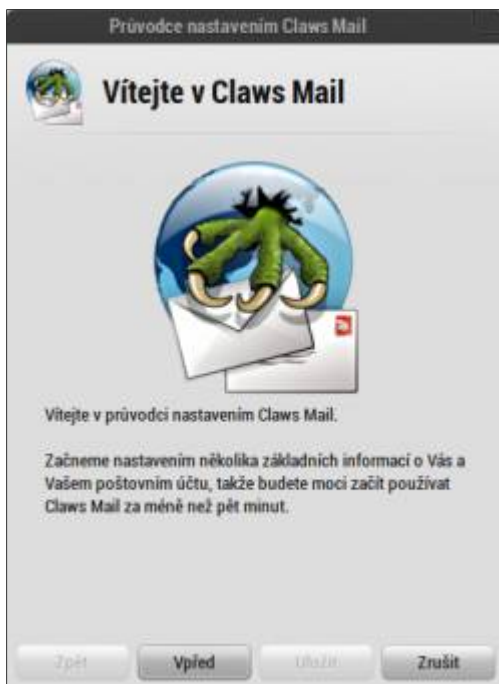 Průvodce nastavením Claws Mail
Vítejte v Claws Mail
Vítejte v průvodci nastavením Claws Mail.
Začneme nastavením několika základních informací o Vás a
Vašem poštovním účtu, takže budete moci začít používat
Claws Mail za méně než pět minut.
Zpět
Vpřed
Uložit
Zrušit